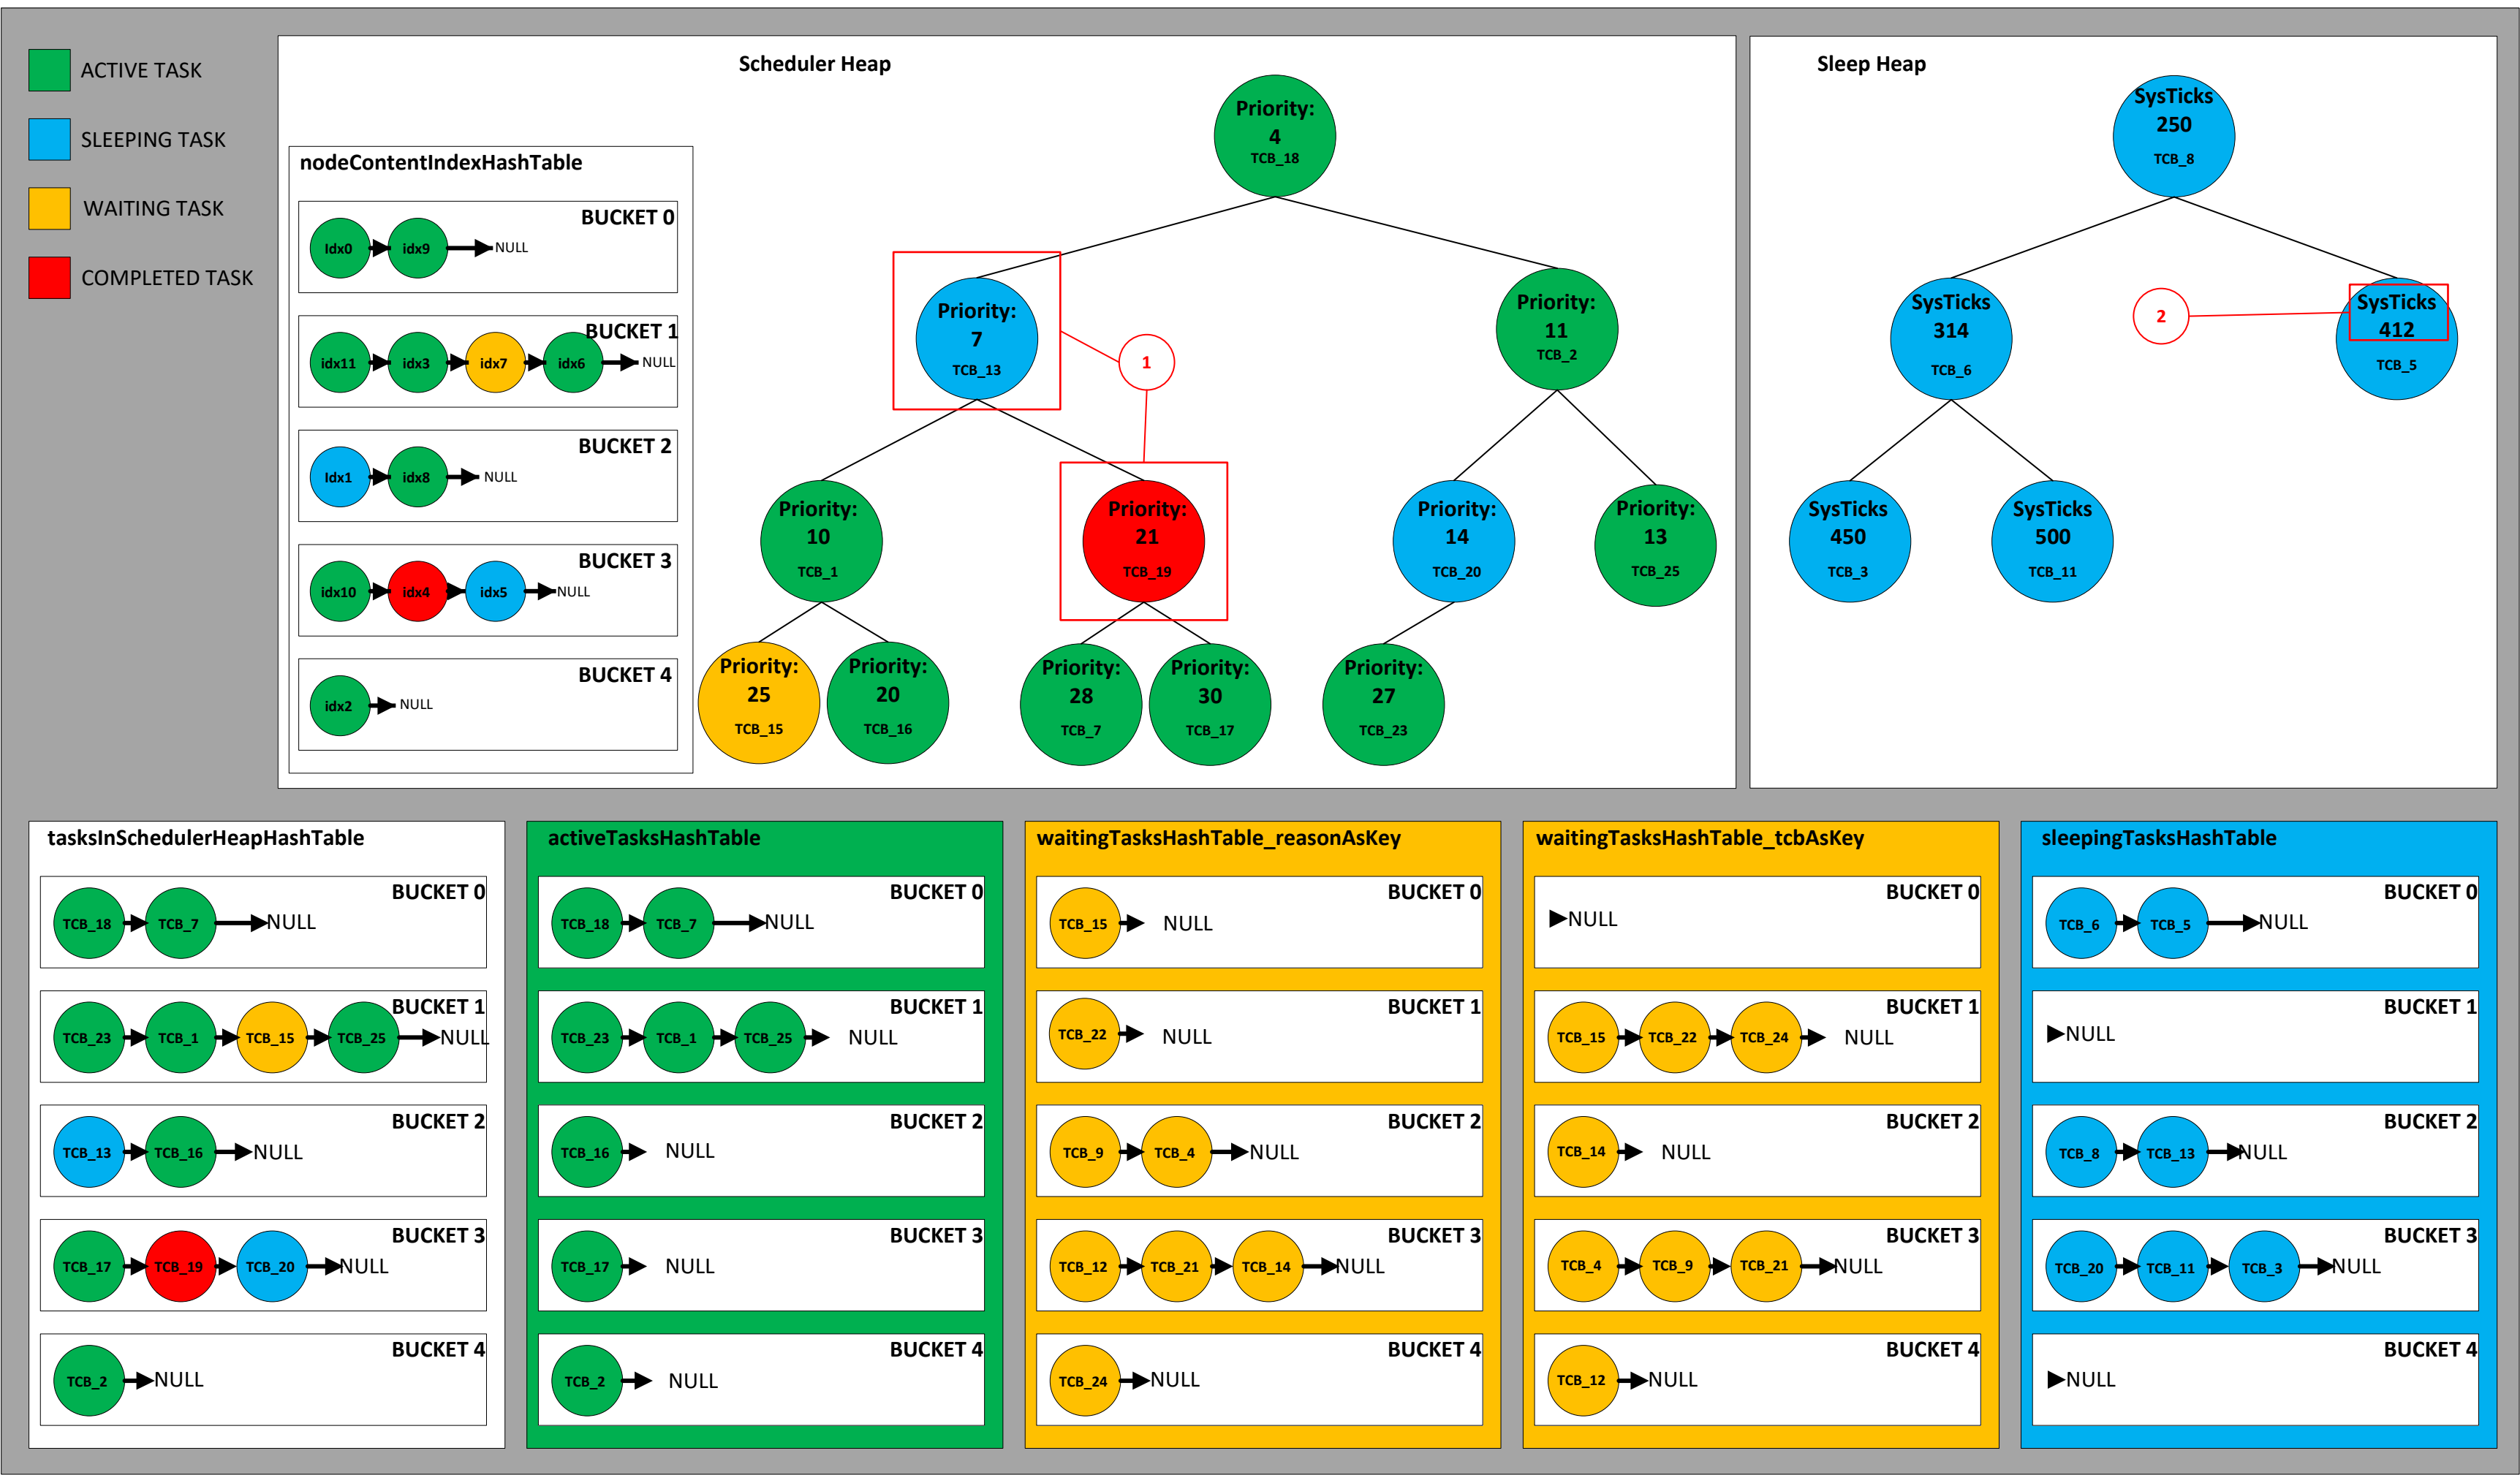 ACTIVE TASK
SLEEPING TASK
WAITING TASK
COMPLETED TASK
Scheduler Heap
nodeContentIndexHashTable
BUCKET 0
Idx0
idx9
NULL
BUCKET 1
idx11
idx3
idx7
idx6
NULL
BUCKET 2
Idx1
idx8
NULL
BUCKET 3
idx10
idx4
idx5
NULL
BUCKET 4
idx2
NULL
Priority:
4
TCB_18
Priority:
7
TCB_13
1
Priority:
11
TCB_2
Priority:
10
TCB_1
Priority:
21
TCB_19
Priority:
14
TCB_20
Priority:
13
TCB_25
Priority:
25
TCB_15
Priority:
20
TCB_16
Priority:
28
TCB_7
Priority:
30
TCB_17
Priority:
27
TCB_23
Sleep Heap
SysTicks
250
TCB_8
SysTicks
314
TCB_6
2
SysTicks
412
TCB_5
SysTicks
450
TCB_3
SysTicks
500
TCB_11
tasksInSchedulerHeapHashTable
BUCKET 0
TCB_18
TCB_7
NULL
BUCKET 1
TCB_23
TCB_1
TCB_15
TCB_25
NULL
BUCKET 2
TCB_13
TCB_16
NULL
BUCKET 3
TCB_17
TCB_19
TCB_20
NULL
BUCKET 4
TCB_2
NULL
activeTasksHashTable
BUCKET 0
TCB_18
TCB_7
NULL
BUCKET 1
TCB_23
TCB_1
TCB_25
NULL
BUCKET 2
TCB_16
NULL
BUCKET 3
TCB_17
NULL
BUCKET 4
TCB_2
NULL
waitingTasksHashTable_reasonAsKey
BUCKET 0
TCB_15
NULL
BUCKET 1
TCB_22
NULL
BUCKET 2
TCB_9
TCB_4
NULL
BUCKET 3
TCB_12
TCB_21
TCB_14
NULL
BUCKET 4
TCB_24
NULL
waitingTasksHashTable_tcbAsKey
BUCKET 0
NULL
BUCKET 1
TCB_15
TCB_22
TCB_24
NULL
BUCKET 2
TCB_14
NULL
BUCKET 3
TCB_4
TCB_9
TCB_21
NULL
BUCKET 4
TCB_12
NULL
sleepingTasksHashTable
BUCKET 0
TCB_6
TCB_5
NULL
BUCKET 1
NULL
BUCKET 2
TCB_8
TCB_13
NULL
BUCKET 3
TCB_20
TCB_11
TCB_3
NULL
BUCKET 4
NULL